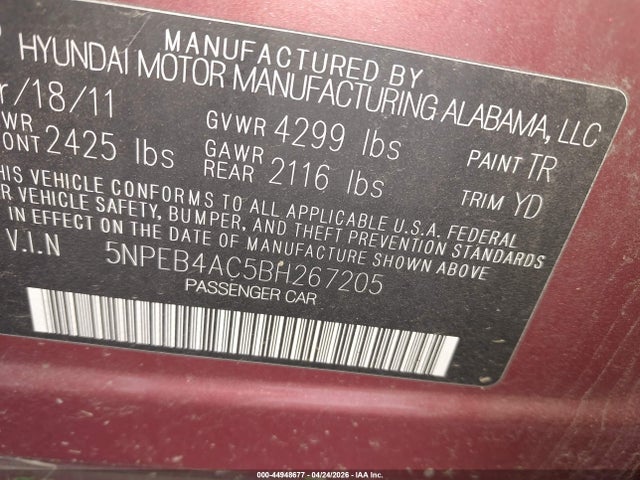 MANUFACTURED BY
HYUNDAI MOTOR MANUFACTURING ALABAMA, LLC
/18/11
GVWR 4299 lbs
PAINT TR
WR
ONT 2425 lbs
GAWR
REAR 2116 lbs
TRIM YD
HIS VEHICLE CONFORMS TO ALL APPLICABLE U.S.A. FEDERAL
R VEHICLE SAFETY, BUMPER, AND THEFT PREVENTION
IN EFFECT ON THE DATE OF MANUFACTURE SHOWN ABOVE
V.I.N 5NPEB4AC5BH267205
PASSENGER CAR
000-44948677 - 04/24/2026 - IAA Inc.